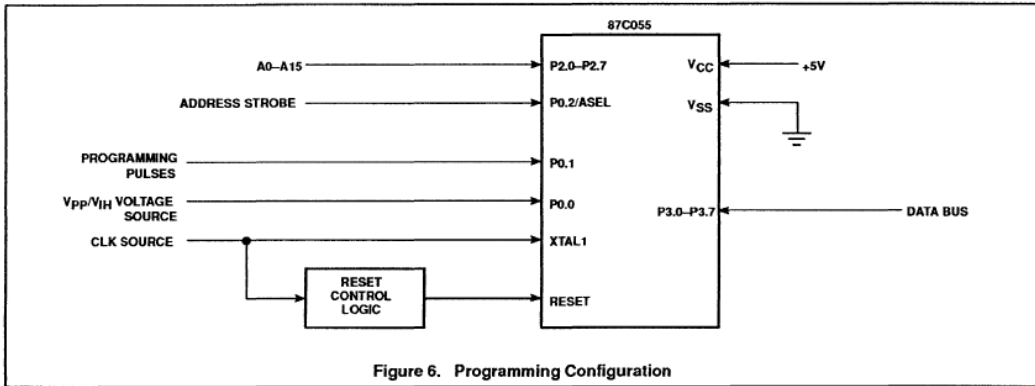 87C055
A0–A15
P2.0–P2.7
VCC
+5V
ADDRESS STROBE
P0.2/ASEL
VSS
PROGRAMMING
PULSES
P0.1
VPP/VIH VOLTAGE
SOURCE
P0.0
P3.0–P3.7
DATA BUS
CLK SOURCE
XTAL1
RESET
CONTROL
LOGIC
RESET
Figure 6. Programming Configuration